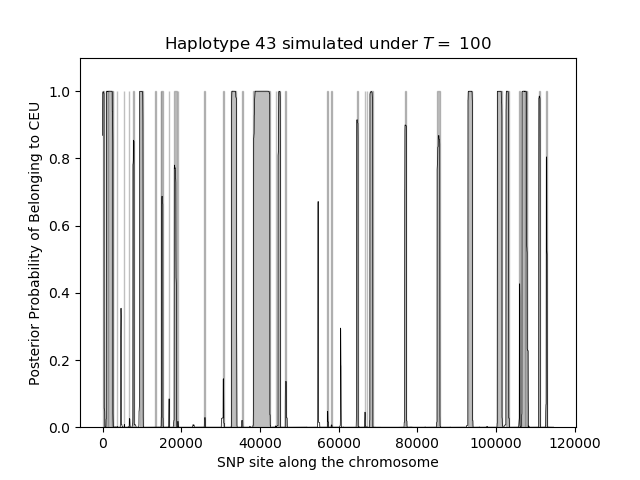 Haplotype 43 simulated under T = 100
Posterior Probability of Belonging to CEU
1.0
0.8
0.6
0.4
0.2
0.0
0 20000 40000 60000 80000 100000 120000
SNP site along the chromosome